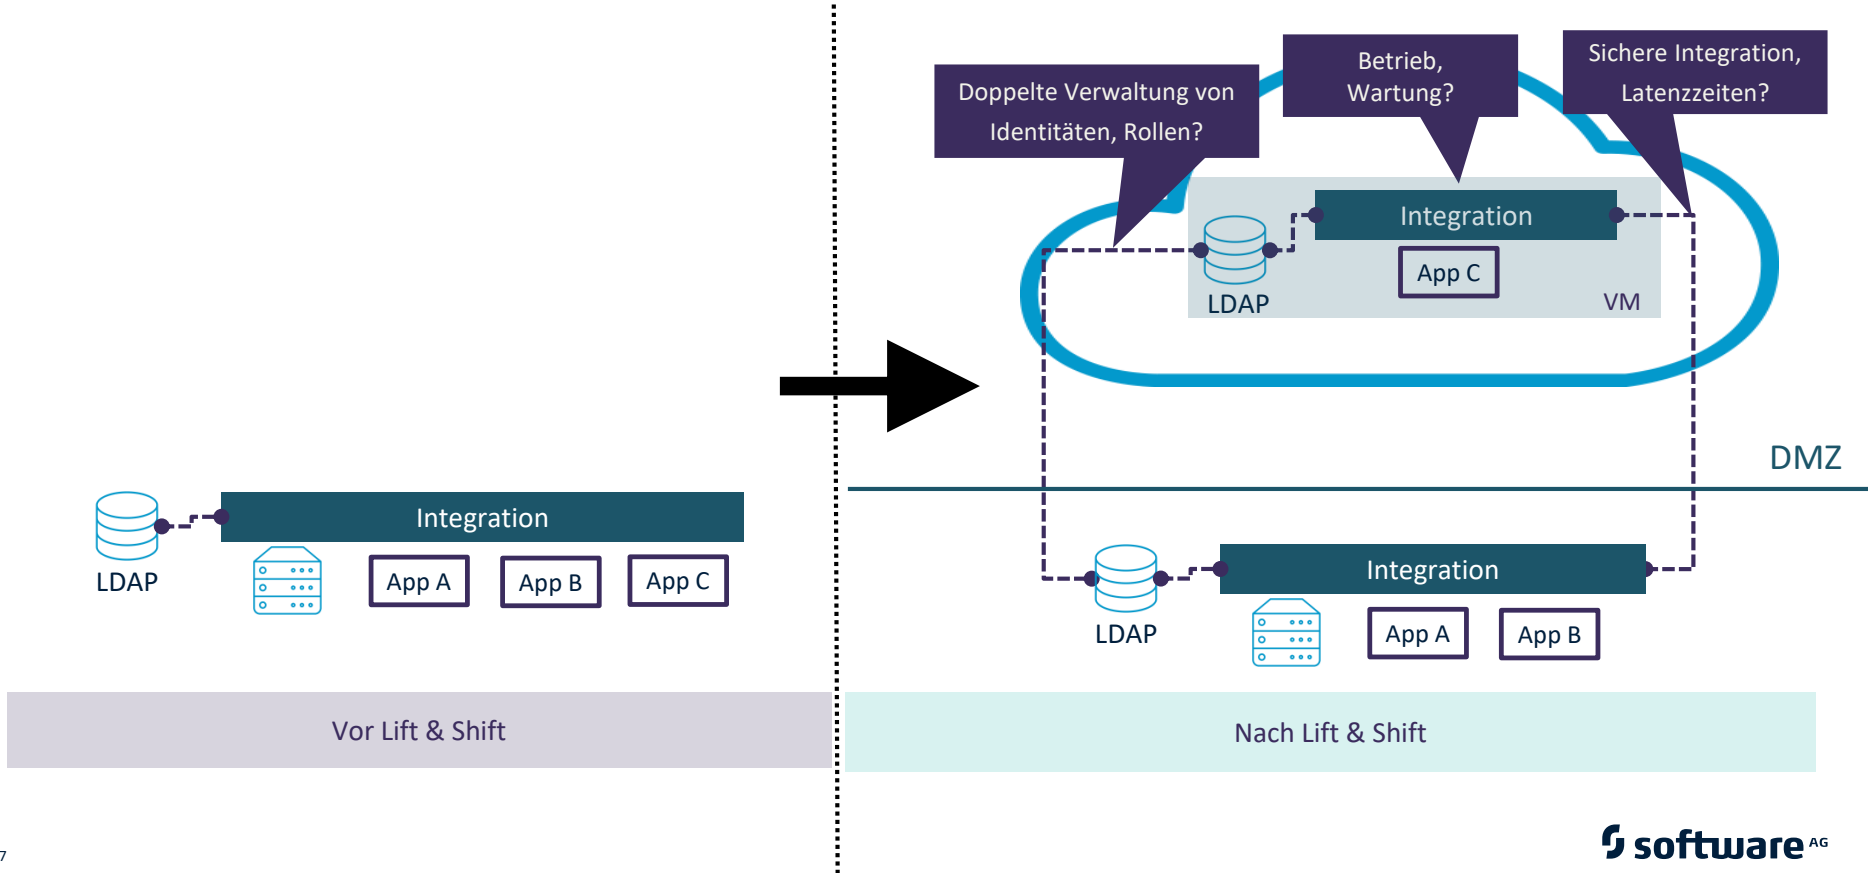 Doppelte Verwaltung von
Identitäten, Rollen?
Betrieb,
Wartung?
Sichere Integration,
Latenzzeiten?
Integration
App C
LDAP
VM
DMZ
Integration
LDAP
App A
App B
App C
Integration
LDAP
App A
App B
Vor Lift & Shift
Nach Lift & Shift
7
software AG